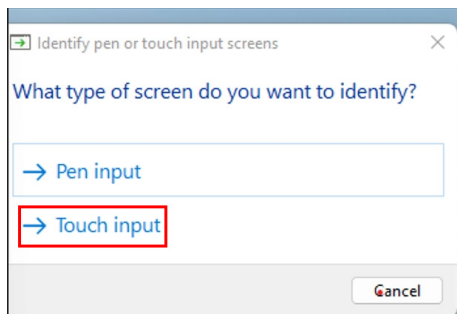 Identify pen or touch input screens
What type of screen do you want to identify?
Pen input
Touch input
Cancel